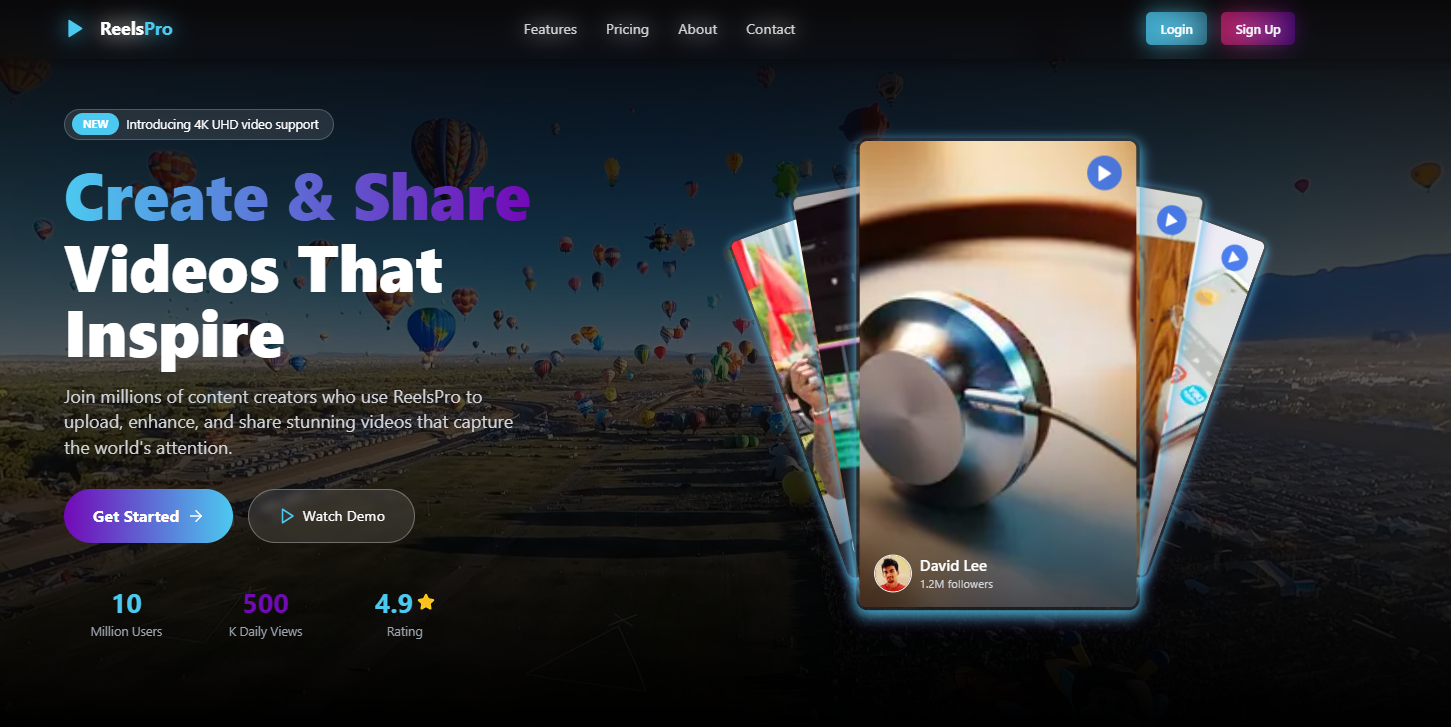 ReelsPro
Features Pricing About Contact
Login Sign Up
NEW Introducing 4K UHD video support
Create & Share
Videos That
Inspire
Join millions of content creators who use ReelsPro to
upload, enhance, and share stunning videos that capture
the world's attention.
Get Started
Watch Demo
10 500 4.9
Million Users K Daily Views Rating
David Lee
1.2M followers